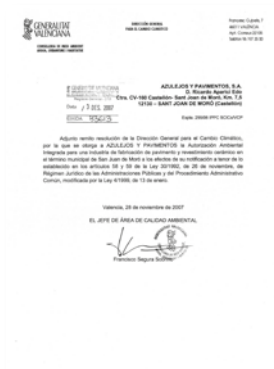 GENERALITAT
VALENCIANA
DIRECCIÓN GENERAL
PARA EL CAMBIO CLIMÁTICO
AZULEJOS Y PAVIMENTOS, S.A.
D. Ricardo Aparici Edo
Ctra. CV-160 Castellón- Sant Joan de Moró, Km. 7,5
12130 – SANT JOAN DE MORÓ (Castellón)
DIC. 2007
Adjunto remito resolución de la Dirección General para el Cambio Climático,
por la que se otorga a AZULEJOS Y PAVIMENTOS la Autorización Ambiental
Integrada para una industria de fabricación de pavimento y revestimiento cerámico en
el término municipal de San Juan de Moró a los efectos de su notificación a tenor de lo
establecido en los artículos 58 y 59 de la Ley 30/1992, de 26 de noviembre, de
Régimen Jurídico de las Administraciones Públicas y del Procedimiento Administrativo
Común, modificada por la Ley 4/1999, de 13 de enero.
Valencia, 29 de noviembre de 2007
EL JEFE DE ÁREA DE CALIDAD AMBIENTAL
Francisco Segura